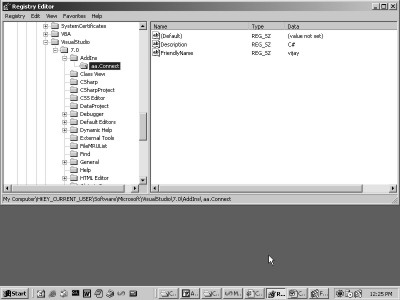 Registry Editor
Registry Edit View Favorites Help
SystemCertificates
VBA
VisualStudio
7.0
AddIns
aa.Connect
Class View
CSharp
CSharpProject
CSS Editor
DataProject
Debugger
Default Editors
Dynamic Help
External Tools
FileMRUList
Find
General
Help
HTML Editor
Name Type Data
(Default) REG_SZ (value not set)
Description REG_SZ C#
FriendlyName REG_SZ vijay
My Computer\HKEY_CURRENT_USER\Software\Microsoft\VisualStudio\7.0\AddIns\ aa.Connect
Start
12:25 PM